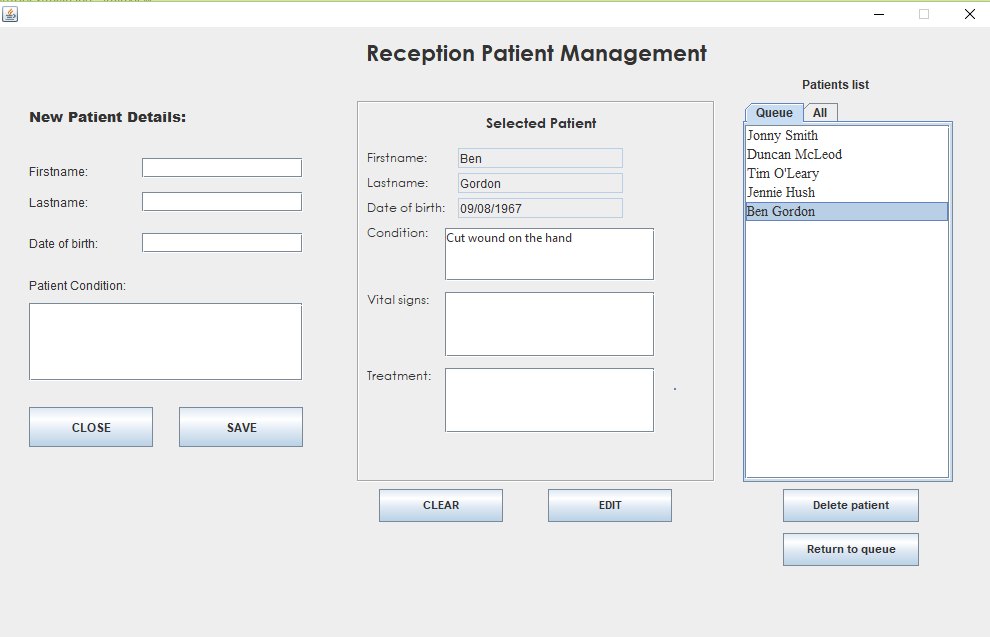 Reception Patient Management
New Patient Details:
Firstname:
Lastname:
Date of birth:
Patient Condition:
CLOSE
SAVE
Selected Patient
Firstname:
Ben
Lastname:
Gordon
Date of birth:
09/08/1967
Condition:
Cut wound on the hand
Vital signs:
Treatment:
.
CLEAR
EDIT
Patients list
Queue
All
Jonny Smith
Duncan McLeod
Tim O'Leary
Jennie Hush
Ben Gordon
Delete patient
Return to queue